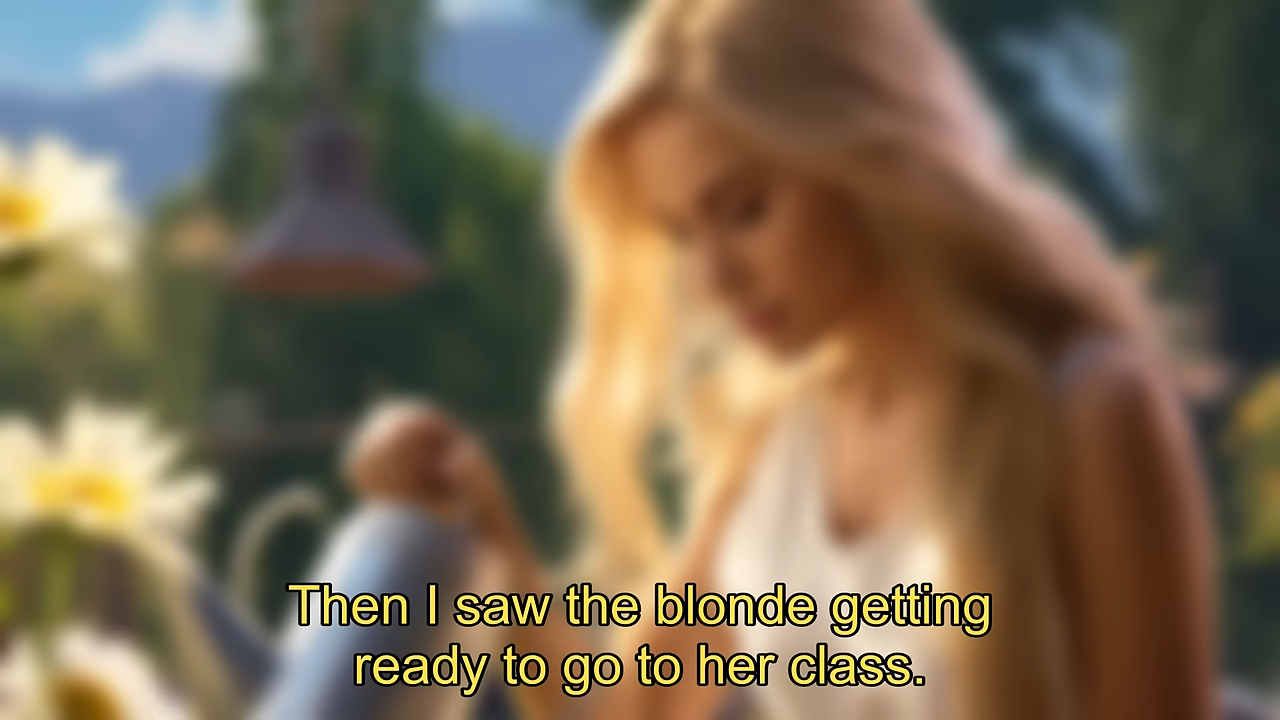 Then I saw the blonde getting
ready to go to her class.